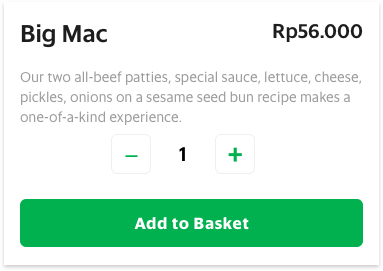 Big Mac
Rp56.000
Our two all-beef patties, special sauce, lettuce, cheese,
pickles, onions on a sesame seed bun recipe makes a
one-of-a-kind experience.
– 1 +
Add to Basket